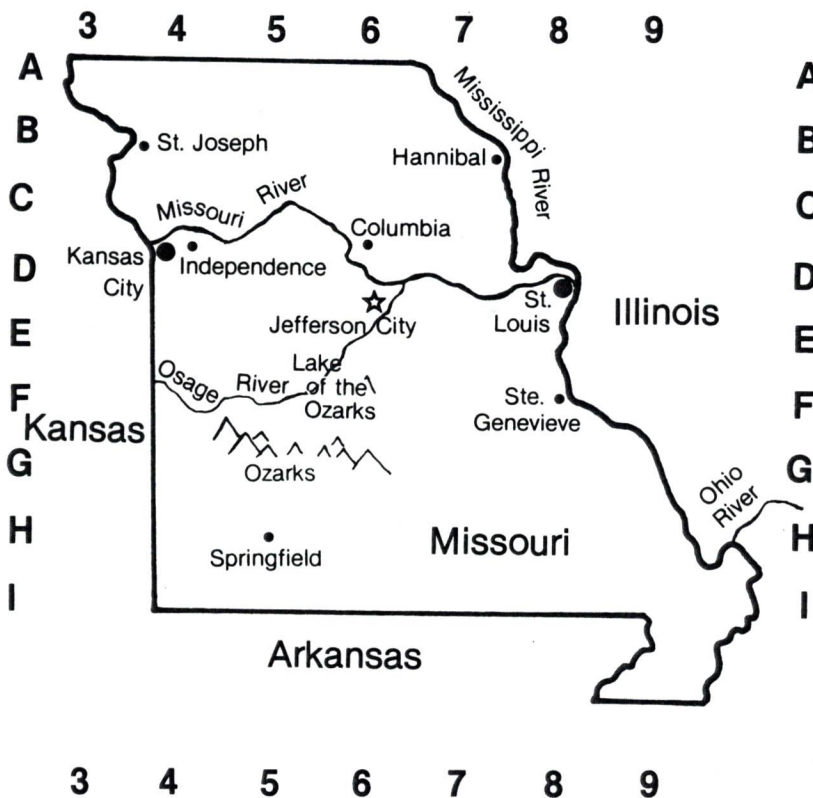 3 4 5 6 7 8 9
A A
Mississippi River
B B
St. Joseph
Hannibal
C C
Missouri River
Columbia
Kansas
City
Independence
D D
St.
Louis
Illinois
Jefferson City
E E
Lake
of the
Ozarks
Osage River
F F
Ste.
Genevieve
Kansas
G G
Ozarks
Ohio
River
H H
Missouri
Springfield
I I
Arkansas
3 4 5 6 7 8 9